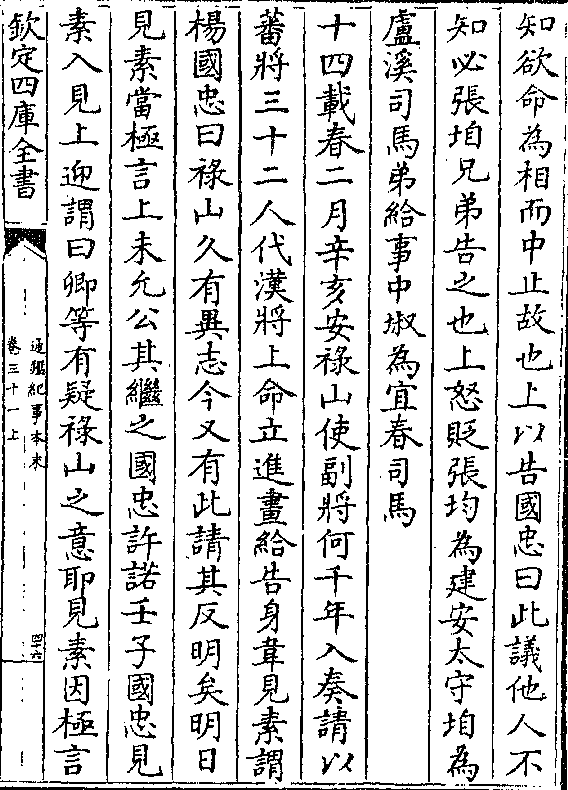 知欲命為相而中止故也上以告國忠曰此議他人不
知必張垍兄弟告之也上怒貶張均為建安太守垍為
盧溪司馬弟給事中埱為宜春司馬
十四載春二月辛亥安祿山使副將何千年入奏請以
蕃將三十二人代漢將上命立進畫給告身韋見素謂
楊國忠曰祿山久有異志今又有此請其反明矣明日
見素當極言上未允公其繼之國忠許諾壬子國忠見
素入見上迎謂曰卿等有疑祿山之意耶見素因極言
欽定四庫全書
通鑑紀事本末
卷三十一上
四十六